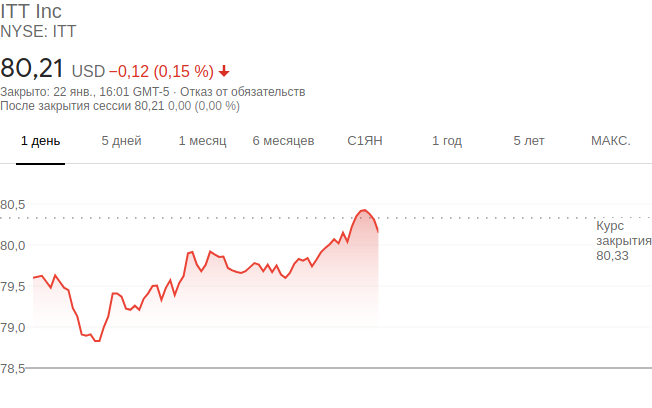 ITT Inc
NYSE: ITT
80,21 USD −0,12 (0,15 %)
Закрыто: 22 янв., 16:01 GMT-5 · Отказ от обязательств
После закрытия сессии 80,21 0,00 (0,00 %)
1 день 5 дней 1 месяц 6 месяцев С1ЯН 1 год 5 лет МАКС.
80,5
Курс
закрытия
80,33
80,0
79,5
79,0
78,5